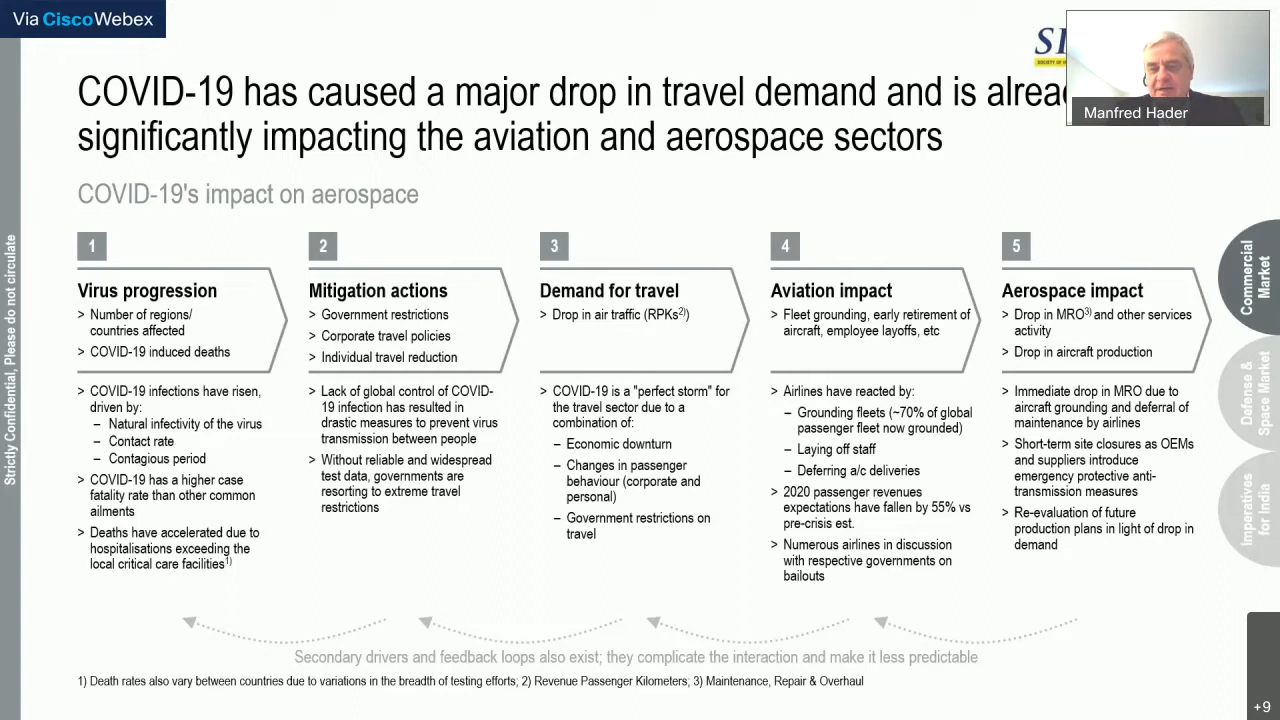 Via CiscoWebex
COVID-19 has caused a major drop in travel demand and is
significantly impacting the aviation and aerospace sectors
Manfred Hader
COVID-19's impact on aerospace
Strictly Confidential, Please do not circulate
1
Virus progression
> Number of regions/
countries affected
> COVID-19 induced deaths
> COVID-19 infections have risen,
driven by:
– Natural infectivity of the virus
– Contact rate
– Contagious period
> COVID-19 has a higher case
fatality rate than other common
ailments
> Deaths have accelerated due to
hospitalisations exceeding the
local critical care facilities1)
2
Mitigation actions
> Government restrictions
> Corporate travel policies
> Individual travel reduction
> Lack of global control of COVID-
19 infection has resulted in
drastic measures to prevent virus
transmission between people
> Without reliable and widespread
test data, governments are
resorting to extreme travel
restrictions
3
Demand for travel
> Drop in air traffic (RPKs2))
> COVID-19 is a "perfect storm" for
the travel sector due to a
combination of:
– Economic downturn
– Changes in passenger
behaviour (corporate and
personal)
– Government restrictions on
travel
4
Aviation impact
> Fleet grounding, early retirement of
aircraft, employee layoffs, etc
> Airlines have reacted by:
– Grounding fleets (~70% of global
passenger fleet now grounded)
– Laying off staff
– Deferring a/c deliveries
> 2020 passenger revenues
expectations have fallen by 55% vs
pre-crisis est.
> Numerous airlines in discussion
with respective governments on
bailouts
5
Aerospace impact
> Drop in MRO3) and other services
activity
> Drop in aircraft production
> Immediate drop in MRO due to
aircraft grounding and deferral of
maintenance by airlines
> Short-term site closures as OEMs
and suppliers introduce
emergency protective anti-
transmission measures
> Re-evaluation of future
production plans in light of drop in
demand
Commercial
Market
Defense &
Space Market
Imperatives
for India
Secondary drivers and feedback loops also exist; they complicate the interaction and make it less predictable
1) Death rates also vary between countries due to variations in the breadth of testing efforts; 2) Revenue Passenger Kilometers; 3) Maintenance, Repair & Overhaul
+9